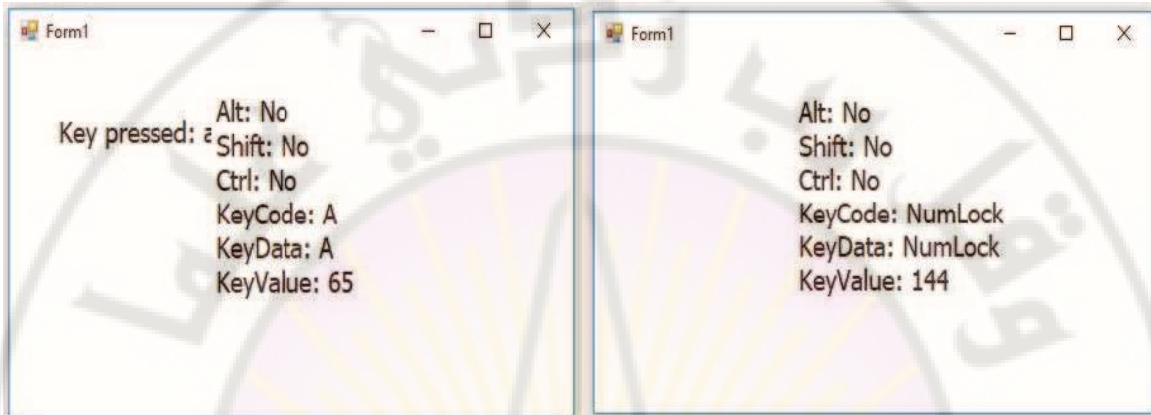 Form1
Key pressed: a
Alt: No
Shift: No
Ctrl: No
KeyCode: A
KeyData: A
KeyValue: 65
Form1
Alt: No
Shift: No
Ctrl: No
KeyCode: NumLock
KeyData: NumLock
KeyValue: 144